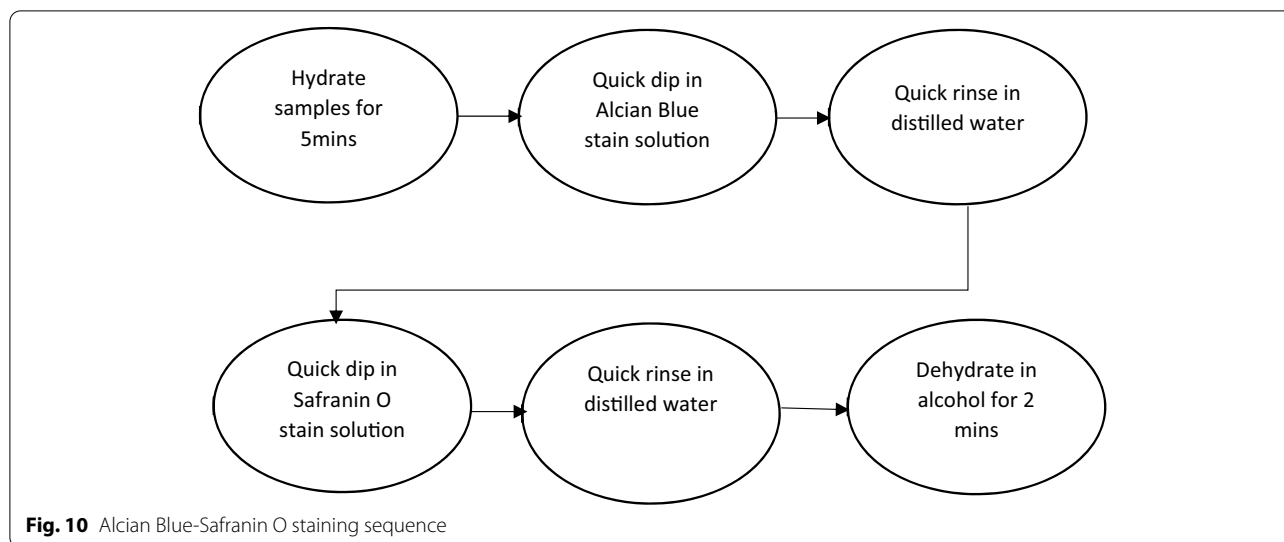 Hydrate
samples for
5mins
Quick dip in
Alcian Blue
stain solution
Quick rinse in
distilled water
Quick dip in
Safranin O
stain solution
Quick rinse in
distilled water
Dehydrate in
alcohol for 2
mins
Fig. 10 Alcian Blue-Safranin O staining sequence